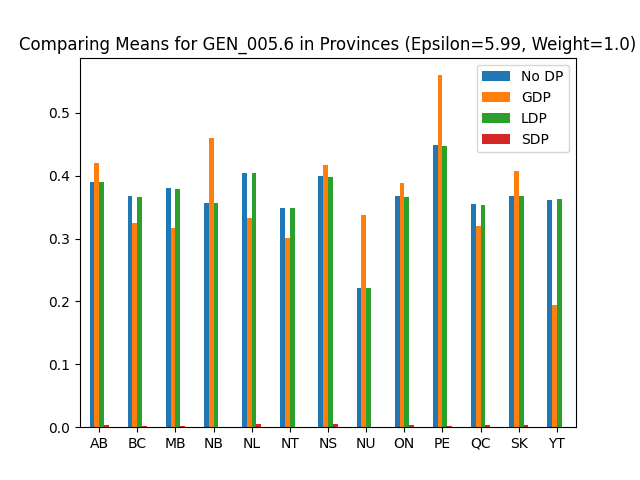 Comparing Means for GEN_005.6 in Provinces (Epsilon=5.99, Weight=1.0)
No DP
GDP
LDP
SDP
0.5
0.4
0.3
0.2
0.1
0.0
AB BC MB NB NL NT NS NU ON PE QC SK YT